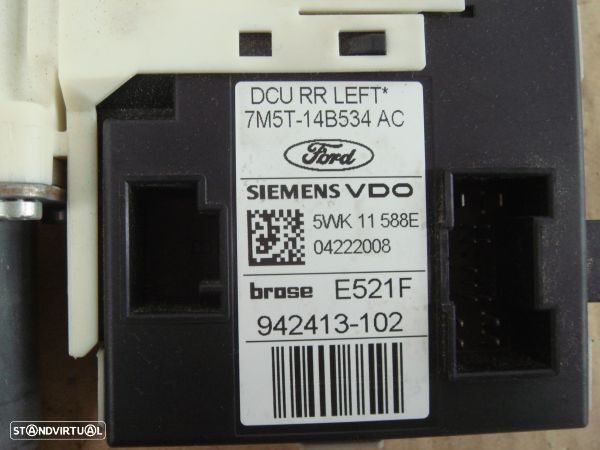 DCU RR LEFT*
7M5T-14B534 AC
Ford
SIEMENS VDO
5WK 11 588E
04222008
brose E521F
942413-102
STANDVIRTUAL